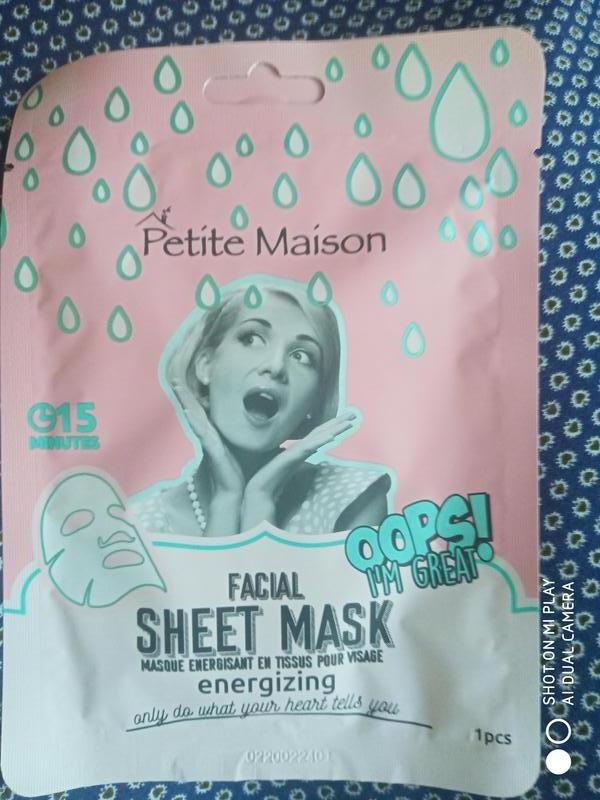 Petite Maison
15
MINUTES
OOPS!
I'M GREAT
FACIAL
SHEET MASK
MASQUE ENERGISANT EN TISSUS POUR VISAGE
energizing
only do what your heart tells you
1pcs
0220022401
SHOT ON MI PLAY
AI DUAL CAMERA